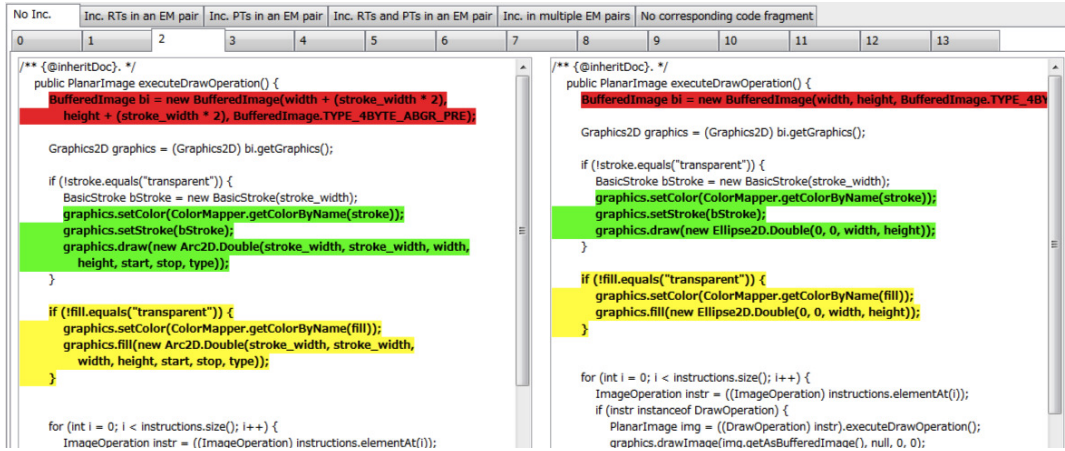 No Inc. Inc. RTs in an EM pair Inc. PTs in an EM pair Inc. RTs and PTs in an EM pair Inc. in multiple EM pairs No corresponding code fragment
0 1 2 3 4 5 6 7 8 9 10 11 12 13
/** {@inheritDoc}. */
public PlanarImage executeDrawOperation() {
BufferedImage bi = new BufferedImage(width + (stroke_width * 2),
height + (stroke_width * 2), BufferedImage.TYPE_4BYTE_ABGR_PRE);
Graphics2D graphics = (Graphics2D) bi.getGraphics();
if (!stroke.equals("transparent")) {
BasicStroke bStroke = new BasicStroke(stroke_width);
graphics.setColor(ColorMapper.getColorByName(stroke));
graphics.setStroke(bStroke);
graphics.draw(new Arc2D.Double(stroke_width, stroke_width, width,
height, start, stop, type));
}
if (!fill.equals("transparent")) {
graphics.setColor(ColorMapper.getColorByName(fill));
graphics.fill(new Arc2D.Double(stroke_width, stroke_width,
width, height, start, stop, type));
}
for (int i = 0; i < instructions.size(); i++) {
ImageOperation instr = ((ImageOperation) instructions.elementAt(i));
/** {@inheritDoc}. */
public PlanarImage executeDrawOperation() {
BufferedImage bi = new BufferedImage(width, height, BufferedImage.TYPE_4BY
Graphics2D graphics = (Graphics2D) bi.getGraphics();
if (!stroke.equals("transparent")) {
BasicStroke bStroke = new BasicStroke(stroke_width);
graphics.setColor(ColorMapper.getColorByName(stroke));
graphics.setStroke(bStroke);
graphics.draw(new Ellipse2D.Double(0, 0, width, height));
}
if (!fill.equals("transparent")) {
graphics.setColor(ColorMapper.getColorByName(fill));
graphics.fill(new Ellipse2D.Double(0, 0, width, height));
}
for (int i = 0; i < instructions.size(); i++) {
ImageOperation instr = ((ImageOperation) instructions.elementAt(i));
if (instr instanceof DrawOperation) {
PlanarImage img = ((DrawOperation) instr).executeDrawOperation();
graphics.drawImage(img.getAsBufferedImage(), null, 0, 0);